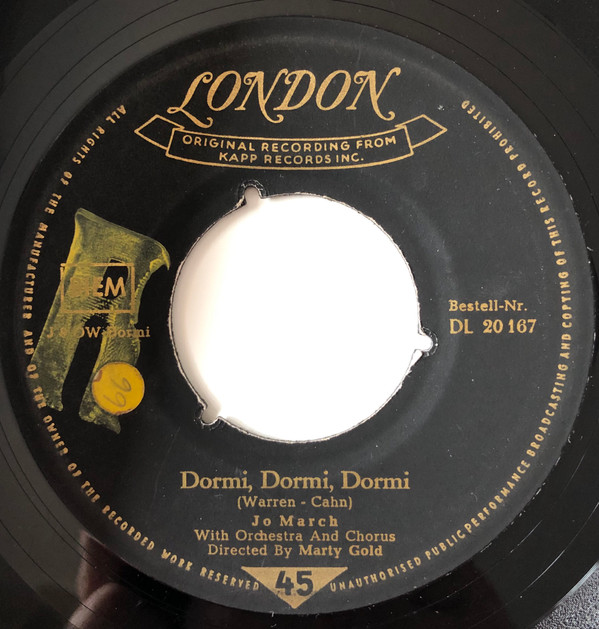 LONDON
ORIGINAL RECORDING FROM
KAPP RECORDS INC.
ALL RIGHTS OF THE MANUFACTURER AND OF THE OWNER OF THE RECORDED WORK RESERVED
UNAUTHORISED PUBLIC PERFORMANCE BROADCASTING AND COPYING OF THIS RECORD PROHIBITED
Dormi
66
Bestell-Nr.
DL 20 167
Dormi, Dormi, Dormi
(Warren - Cahn)
Jo March
With Orchestra And Chorus
Directed By Marty Gold
45